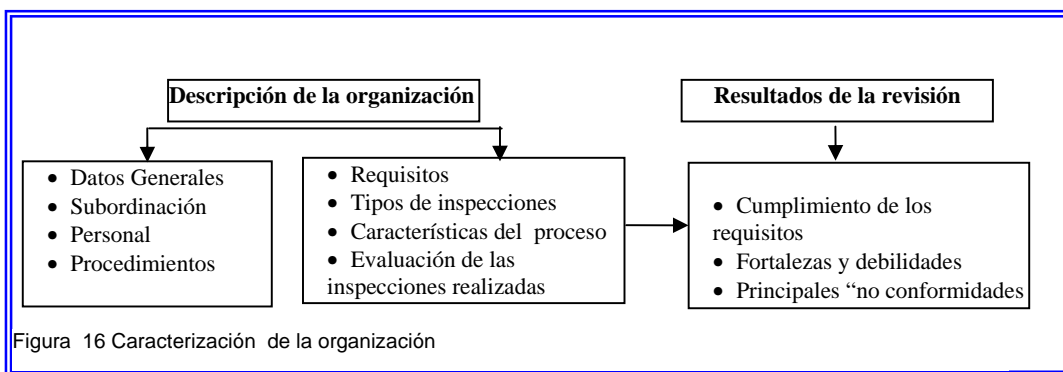 Descripción de la organización
Resultados de la revisión
• Datos Generales
• Subordinación
• Personal
• Procedimientos
• Requisitos
• Tipos de inspecciones
• Características del proceso
• Evaluación de las
inspecciones realizadas
• Cumplimiento de los
requisitos
• Fortalezas y debilidades
• Principales “no conformidades
Figura 16 Caracterización de la organización